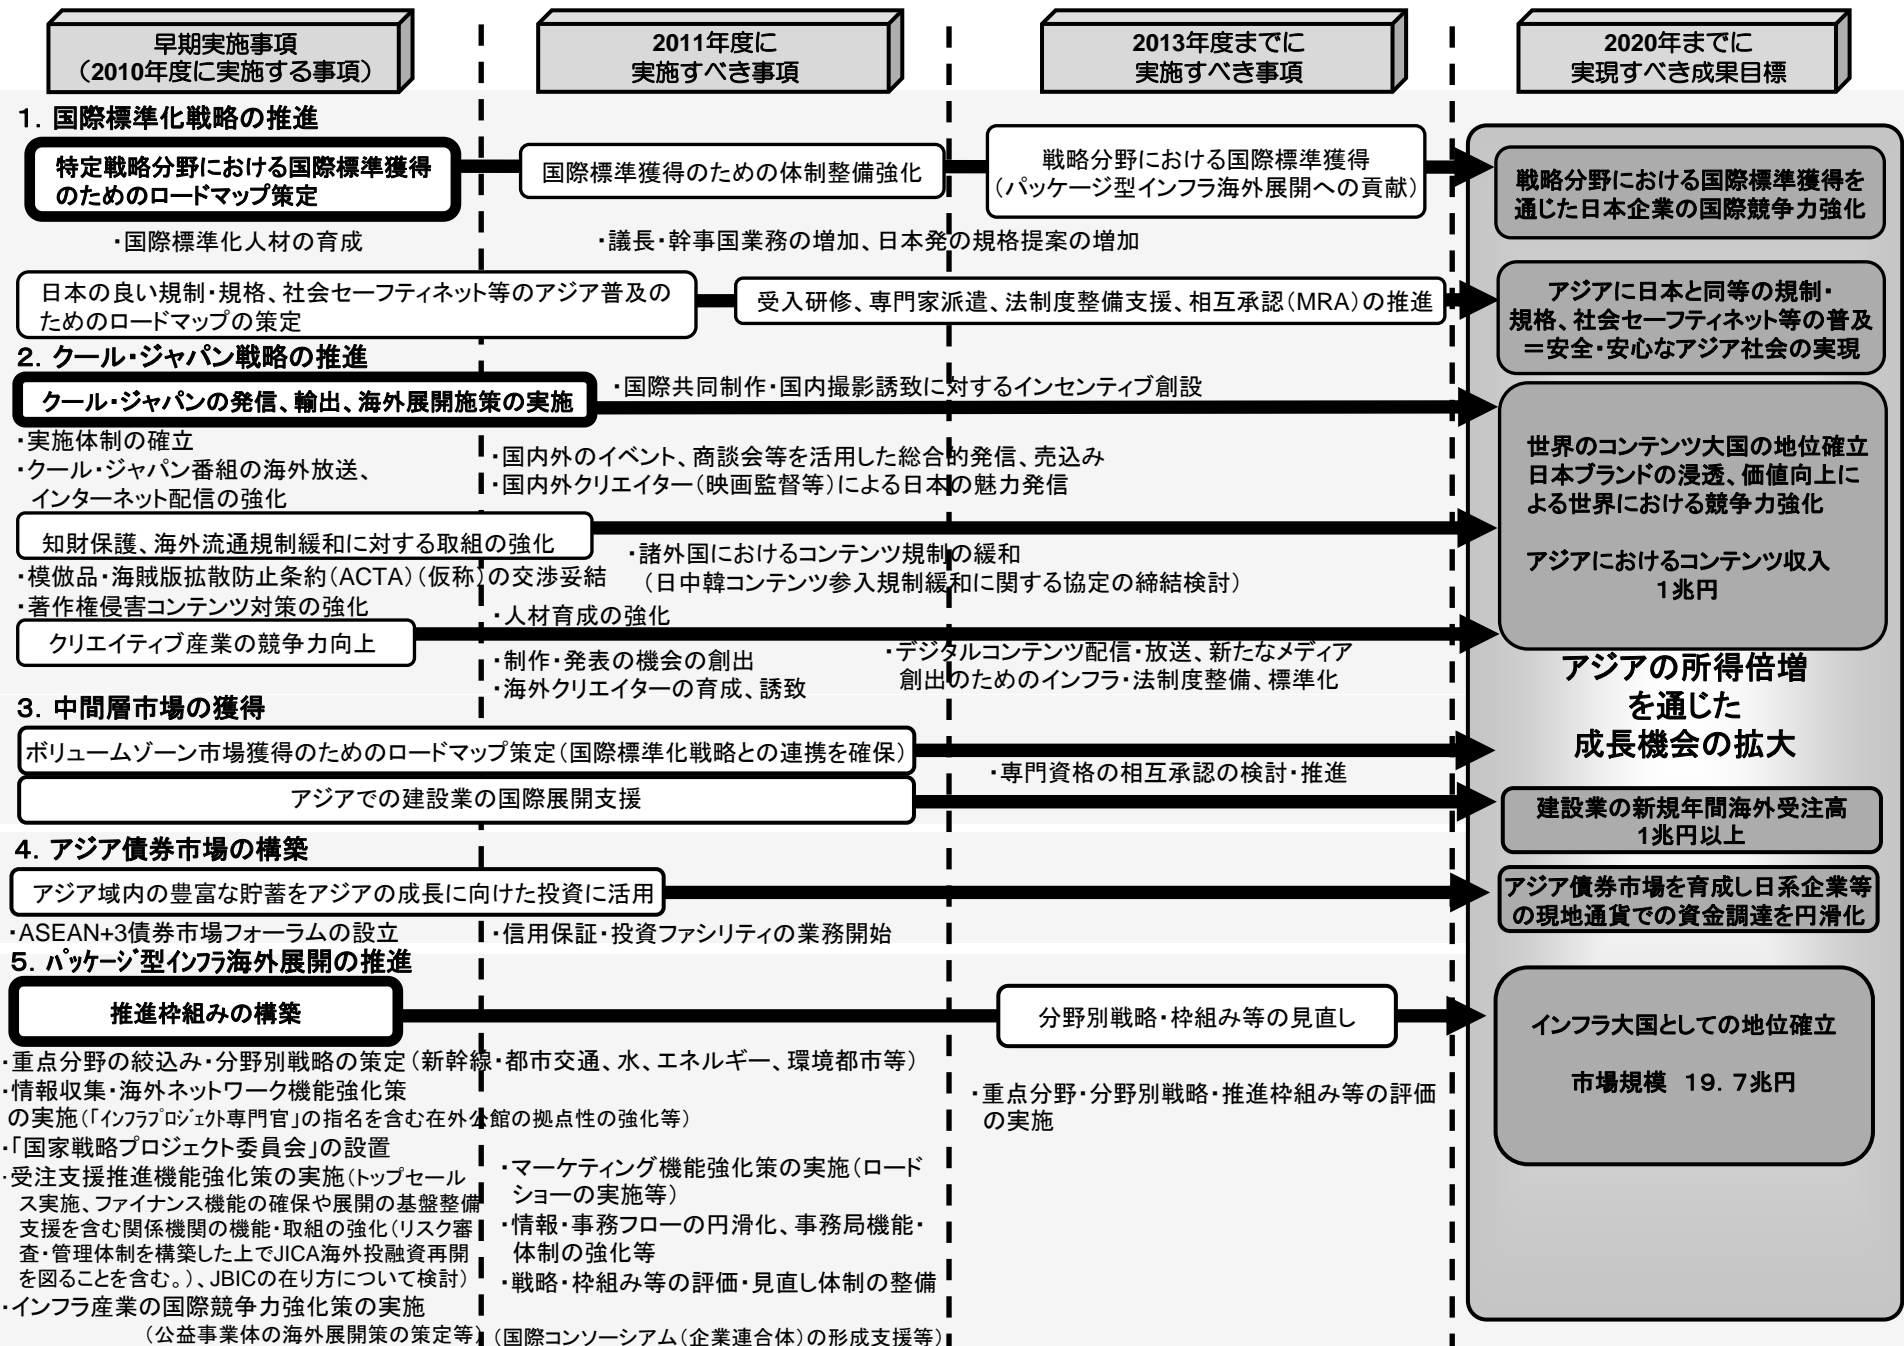 早期実施事項
（2010年度に実施する事項）
2011年度に
実施すべき事項
2013年度までに
実施すべき事項
2020年までに
実現すべき成果目標
１．国際標準化戦略の推進
特定戦略分野における国際標準獲得
のためのロードマップ策定
国際標準獲得のための体制整備強化
戦略分野における国際標準獲得
（パッケージ型インフラ海外展開への貢献）
戦略分野における国際標準獲得を
通じた日本企業の国際競争力強化
・国際標準化人材の育成
・議長・幹事国業務の増加、日本発の規格提案の増加
日本の良い規制・規格、社会セーフティネット等のアジア普及の
ためのロードマップの策定
受入研修、専門家派遣、法制度整備支援、相互承認（MRA）の推進
アジアに日本と同等の規制・
規格、社会セーフティネット等の普及
＝安全・安心なアジア社会の実現
２．クール・ジャパン戦略の推進
クール・ジャパンの発信、輸出、海外展開施策の実施
・国際共同制作・国内撮影誘致に対するインセンティブ創設
・実施体制の確立
・クール・ジャパン番組の海外放送、
インターネット配信の強化
・国内外のイベント、商談会等を活用した総合的発信、売込み
・国内外クリエイター（映画監督等）による日本の魅力発信
世界のコンテンツ大国の地位確立
日本ブランドの浸透、価値向上に
よる世界における競争力強化
アジアにおけるコンテンツ収入
1兆円
知財保護、海外流通規制緩和に対する取組の強化
・模倣品・海賊版拡散防止条約（ACTA）（仮称）の交渉妥結
・著作権侵害コンテンツ対策の強化
・諸外国におけるコンテンツ規制の緩和
（日中韓コンテンツ参入規制緩和に関する協定の締結検討）
・人材育成の強化
クリエイティブ産業の競争力向上
・制作・発表の機会の創出
・海外クリエイターの育成、誘致
・デジタルコンテンツ配信・放送、新たなメディア
創出のためのインフラ・法制度整備、標準化
アジアの所得倍増
を通じた
成長機会の拡大
３．中間層市場の獲得
ボリュームゾーン市場獲得のためのロードマップ策定（国際標準化戦略との連携を確保）
・専門資格の相互承認の検討・推進
アジアでの建設業の国際展開支援
建設業の新規年間海外受注高
1兆円以上
４．アジア債券市場の構築
アジア域内の豊富な貯蓄をアジアの成長に向けた投資に活用
アジア債券市場を育成し日系企業等
の現地通貨での資金調達を円滑化
・ASEAN+3債券市場フォーラムの設立
・信用保証・投資ファシリティの業務開始
５．ﾊﾟｯｹｰｼﾞ型ｲﾝﾌﾗ海外展開の推進
推進枠組みの構築
分野別戦略・枠組み等の見直し
インフラ大国としての地位確立
市場規模　１９．７兆円
・重点分野の絞込み・分野別戦略の策定（新幹線・都市交通、水、エネルギー、環境都市等）
・情報収集・海外ネットワーク機能強化策
の実施（「ｲﾝﾌﾗﾌﾟﾛｼﾞｪｸﾄ専門官」の指名を含む在外公館の拠点性の強化等）
・「国家戦略プロジェクト委員会」の設置
・受注支援推進機能強化策の実施（トップセール
ス実施、ファイナンス機能の確保や展開の基盤整備
支援を含む関係機関の機能・取組の強化（リスク審
査・管理体制を構築した上でJICA海外投融資再開
を図ることを含む。）、JBICの在り方について検討）
・インフラ産業の国際競争力強化策の実施
（公益事業体の海外展開策の策定等）
・マーケティング機能強化策の実施（ロード
ショーの実施等）
・情報・事務フローの円滑化、事務局機能・
体制の強化等
・戦略・枠組み等の評価・見直し体制の整備
（国際コンソーシアム（企業連合体）の形成支援等）
・重点分野・分野別戦略・推進枠組み等の評価
の実施